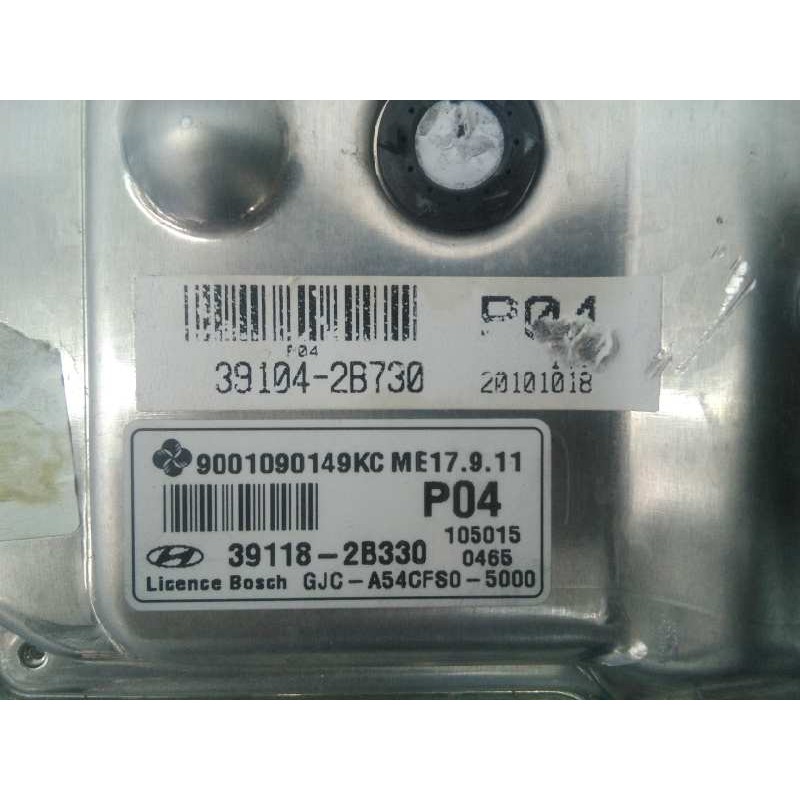 P04
P04
39104-2B730
20101018
9001090149KC ME17.9.11
P04
105015
39118-2B330 0465
Licence Bosch GJC-A54CFS0-5000